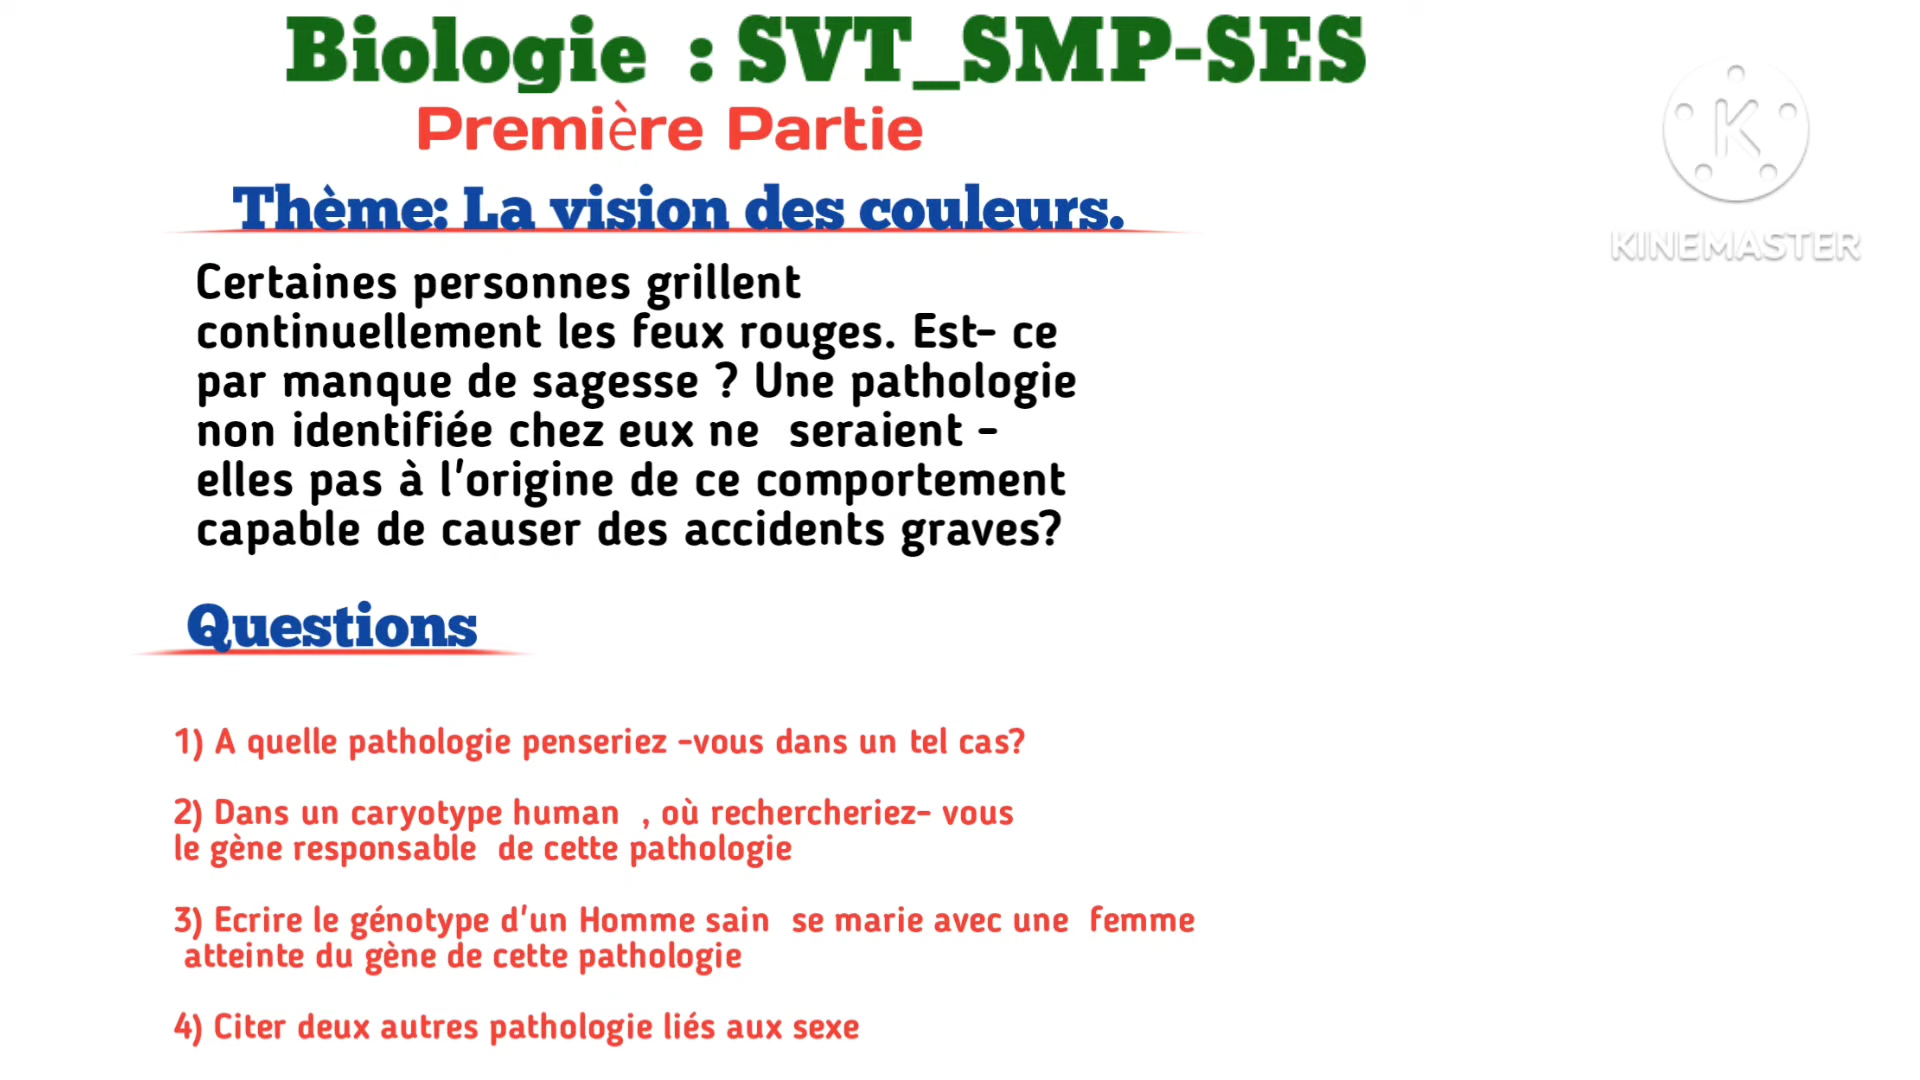 Biologie : SVT_SMP-SES
Première Partie
Thème: La vision des couleurs.
Certaines personnes grillent
continuellement les feux rouges. Est- ce
par manque de sagesse ? Une pathologie
non identifiée chez eux ne seraient -
elles pas à l'origine de ce comportement
capable de causer des accidents graves?
Questions
1) A quelle pathologie penseriez -vous dans un tel cas?
2) Dans un caryotype human , où rechercheriez- vous
le gène responsable de cette pathologie
3) Ecrire le génotype d'un Homme sain se marie avec une femme
atteinte du gène de cette pathologie
4) Citer deux autres pathologie liés aux sexe
K
KINEMASTER